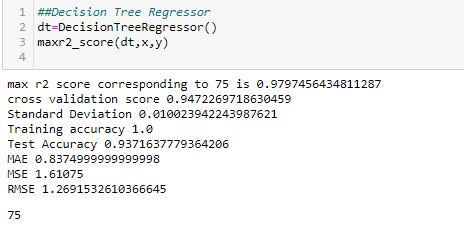 1 ##Decision Tree Regressor
2 dt=DecisionTreeRegressor()
3 maxr2_score(dt,x,y)
4
max r2 score corresponding to 75 is 0.9797456434811287
cross validation score 0.9472269718630459
Standard Deviation 0.010023942243987621
Training accuracy 1.0
Test Accuracy 0.9371637779364206
MAE 0.8374999999999998
MSE 1.61075
RMSE 1.2691532610366645
75